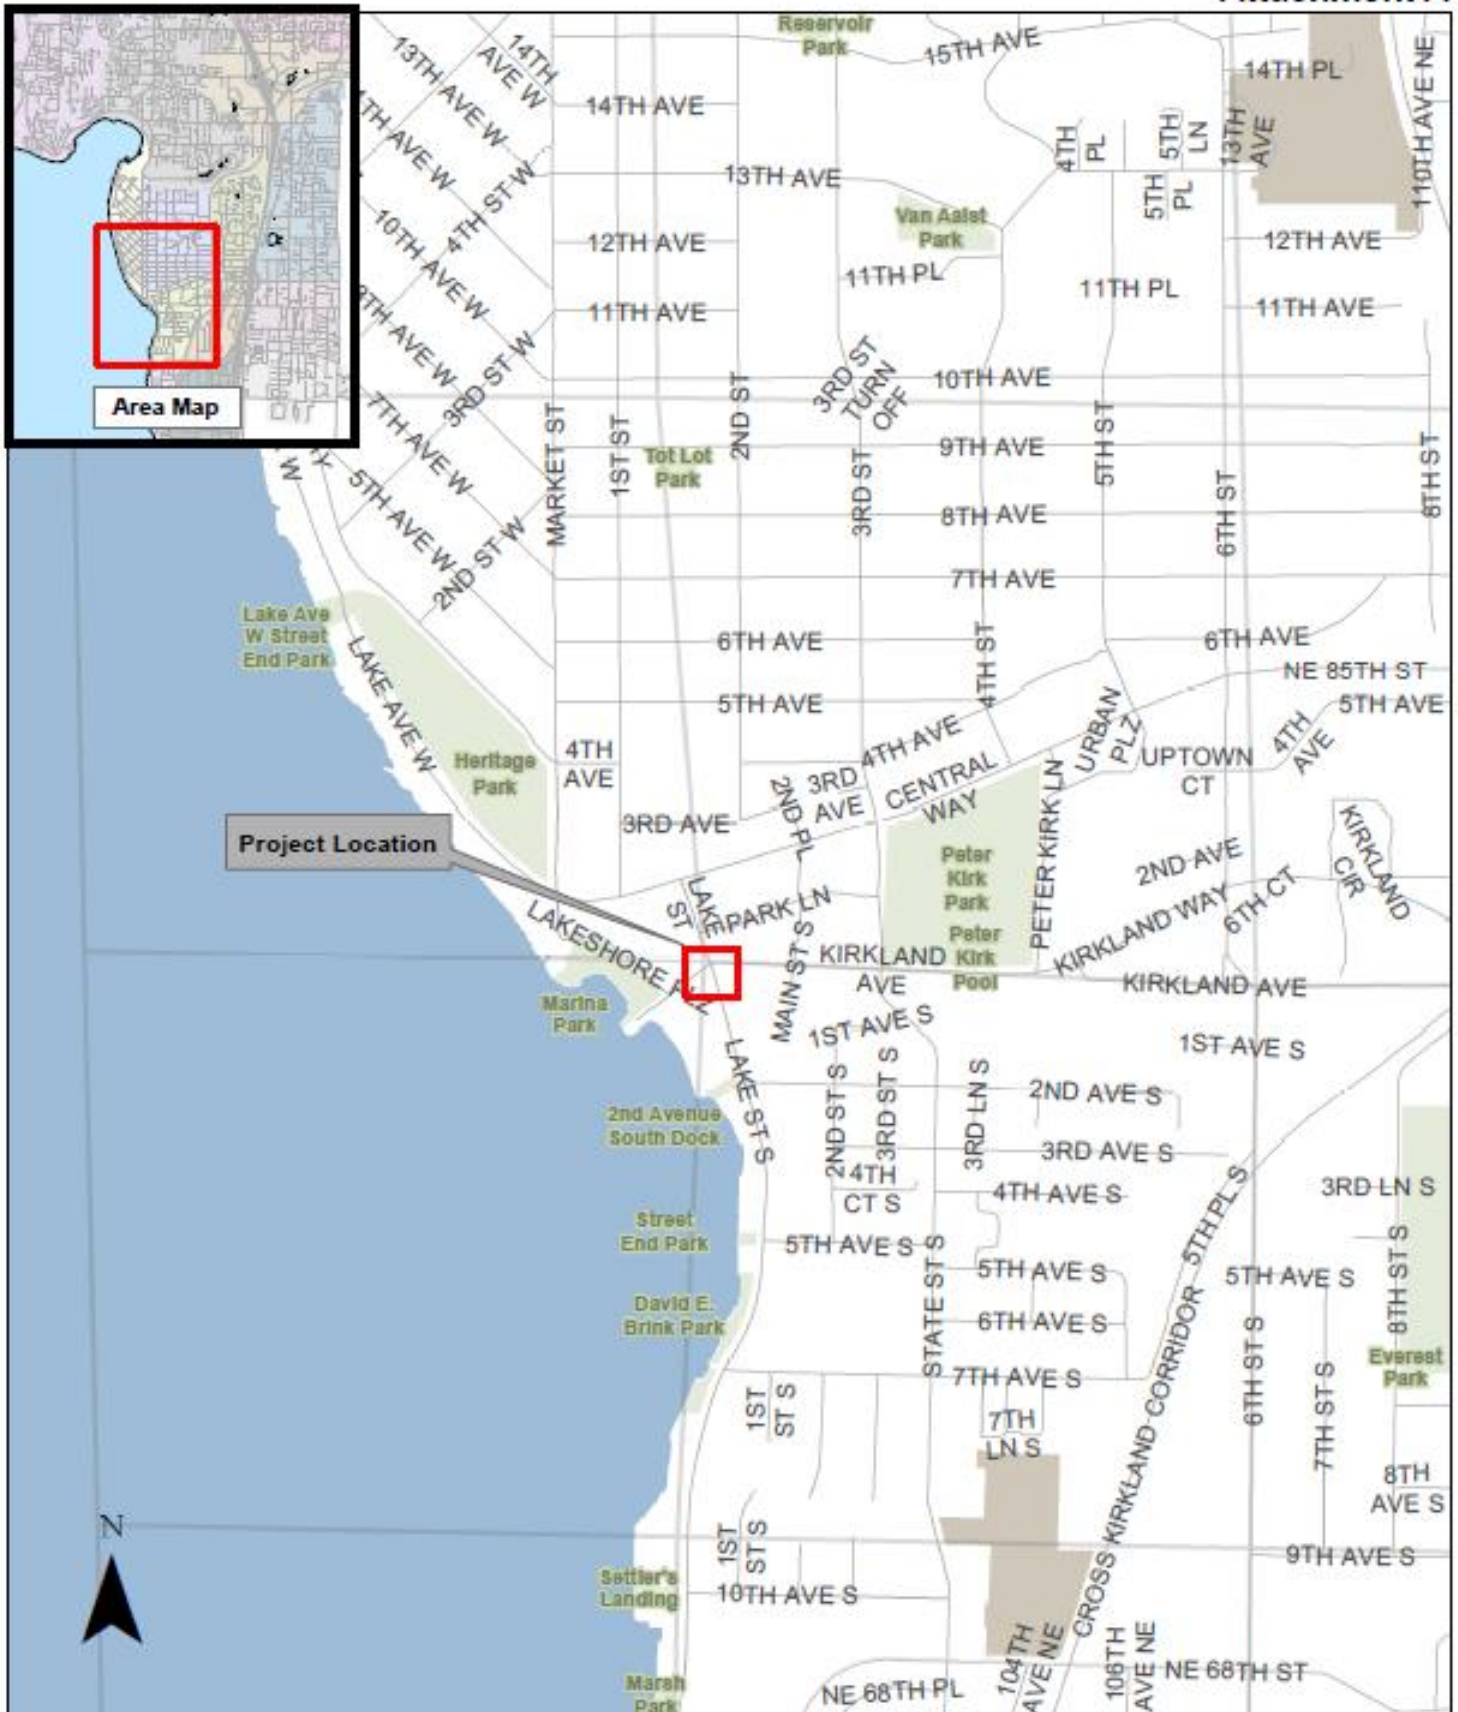 Reservoir
Park
15TH AVE
14TH PL
110TH AVE NE
14TH
AVE W
13TH AVE W
14TH AVE
13TH
AVE
4TH
PL
5TH
LN
5TH
PL
13TH AVE
4TH ST W
Van Aalst
Park
12TH AVE
12TH AVE
10TH AVE W
11TH PL
11TH PL
11TH AVE
11TH AVE
Area Map
3RD ST W
3RD ST
TURN
OFF
10TH AVE
7TH AVE W
MARKET ST
1ST ST
2ND ST
Tot Lot
Park
9TH AVE
3RD ST
5TH ST
6TH ST
8TH ST
5TH AVE W
8TH AVE
2ND ST W
7TH AVE
Lake Ave
W Street
End Park
LAKE AVE W
6TH AVE
4TH ST
6TH AVE
NE 85TH ST
5TH AVE
5TH AVE
4TH
AVE
URBAN
PLZ
UPTOWN
CT
Heritage
Park
4TH
AVE
4TH AVE
3RD
AVE
CENTRAL
WAY
2ND PL
3RD AVE
Project Location
PETER KIRK LN
Peter
Kirk
Park
2ND AVE
KIRKLAND
CIR
KIRKLAND WAY
6TH CT
LAKE
ST
PARK LN
LAKESHORE PLZ
MAIN ST S
KIRKLAND
AVE
Peter
Kirk
Pool
KIRKLAND AVE
Marina
Park
1ST AVE S
1ST AVE S
LAKE ST S
2ND ST S
3RD ST S
3RD LN S
2ND AVE S
2nd Avenue
South Dock
3RD AVE S
4TH
CT S
4TH AVE S
3RD LN S
Street
End Park
5TH AVE S
STATE ST S
5TH AVE S
5TH PL S
5TH AVE S
8TH ST S
David E.
Brink Park
6TH AVE S
CROSS KIRKLAND CORRIDOR
6TH ST S
7TH ST S
Everest
Park
7TH AVE S
1ST
ST S
7TH
LN S
8TH
AVE S
N
1ST
ST S
9TH AVE S
Settler's
Landing
10TH AVE S
104TH
AVE NE
106TH
AVE NE
NE 68TH ST
Marsh
Park
NE 68TH PL